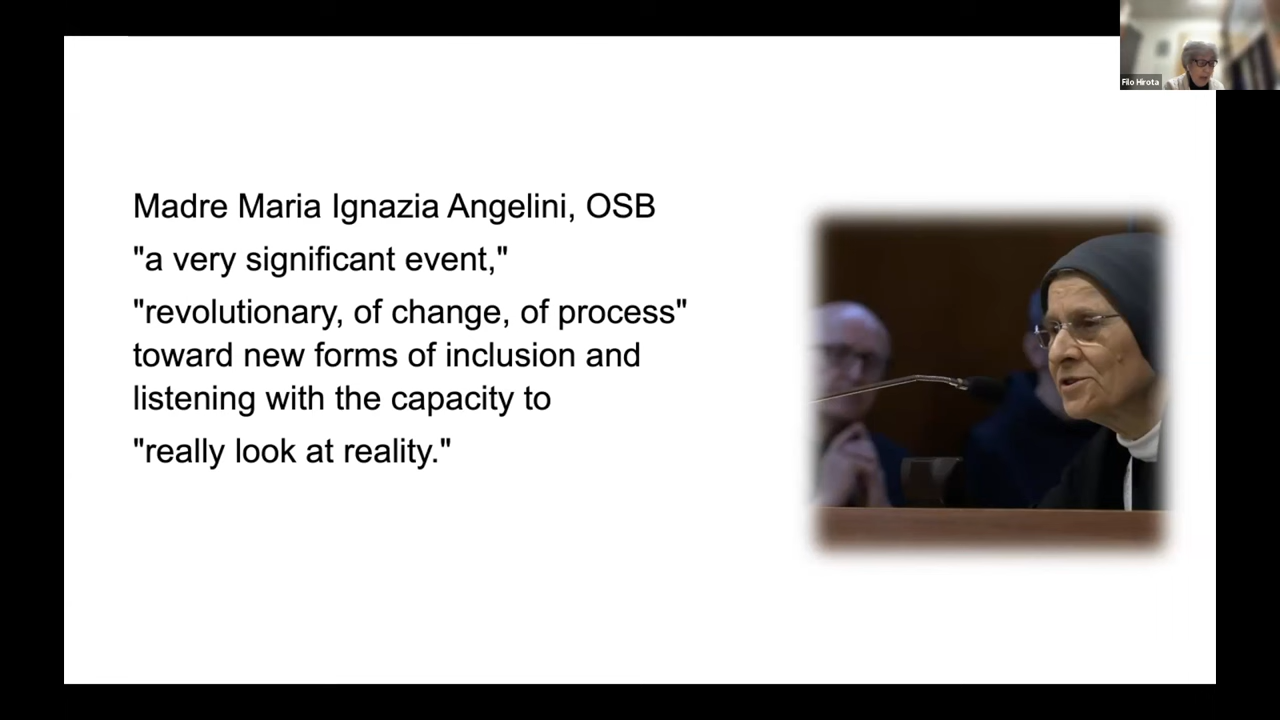 Filo Hirota
Madre Maria Ignazia Angelini, OSB
"a very significant event,"
"revolutionary, of change, of process"
toward new forms of inclusion and
listening with the capacity to
"really look at reality."